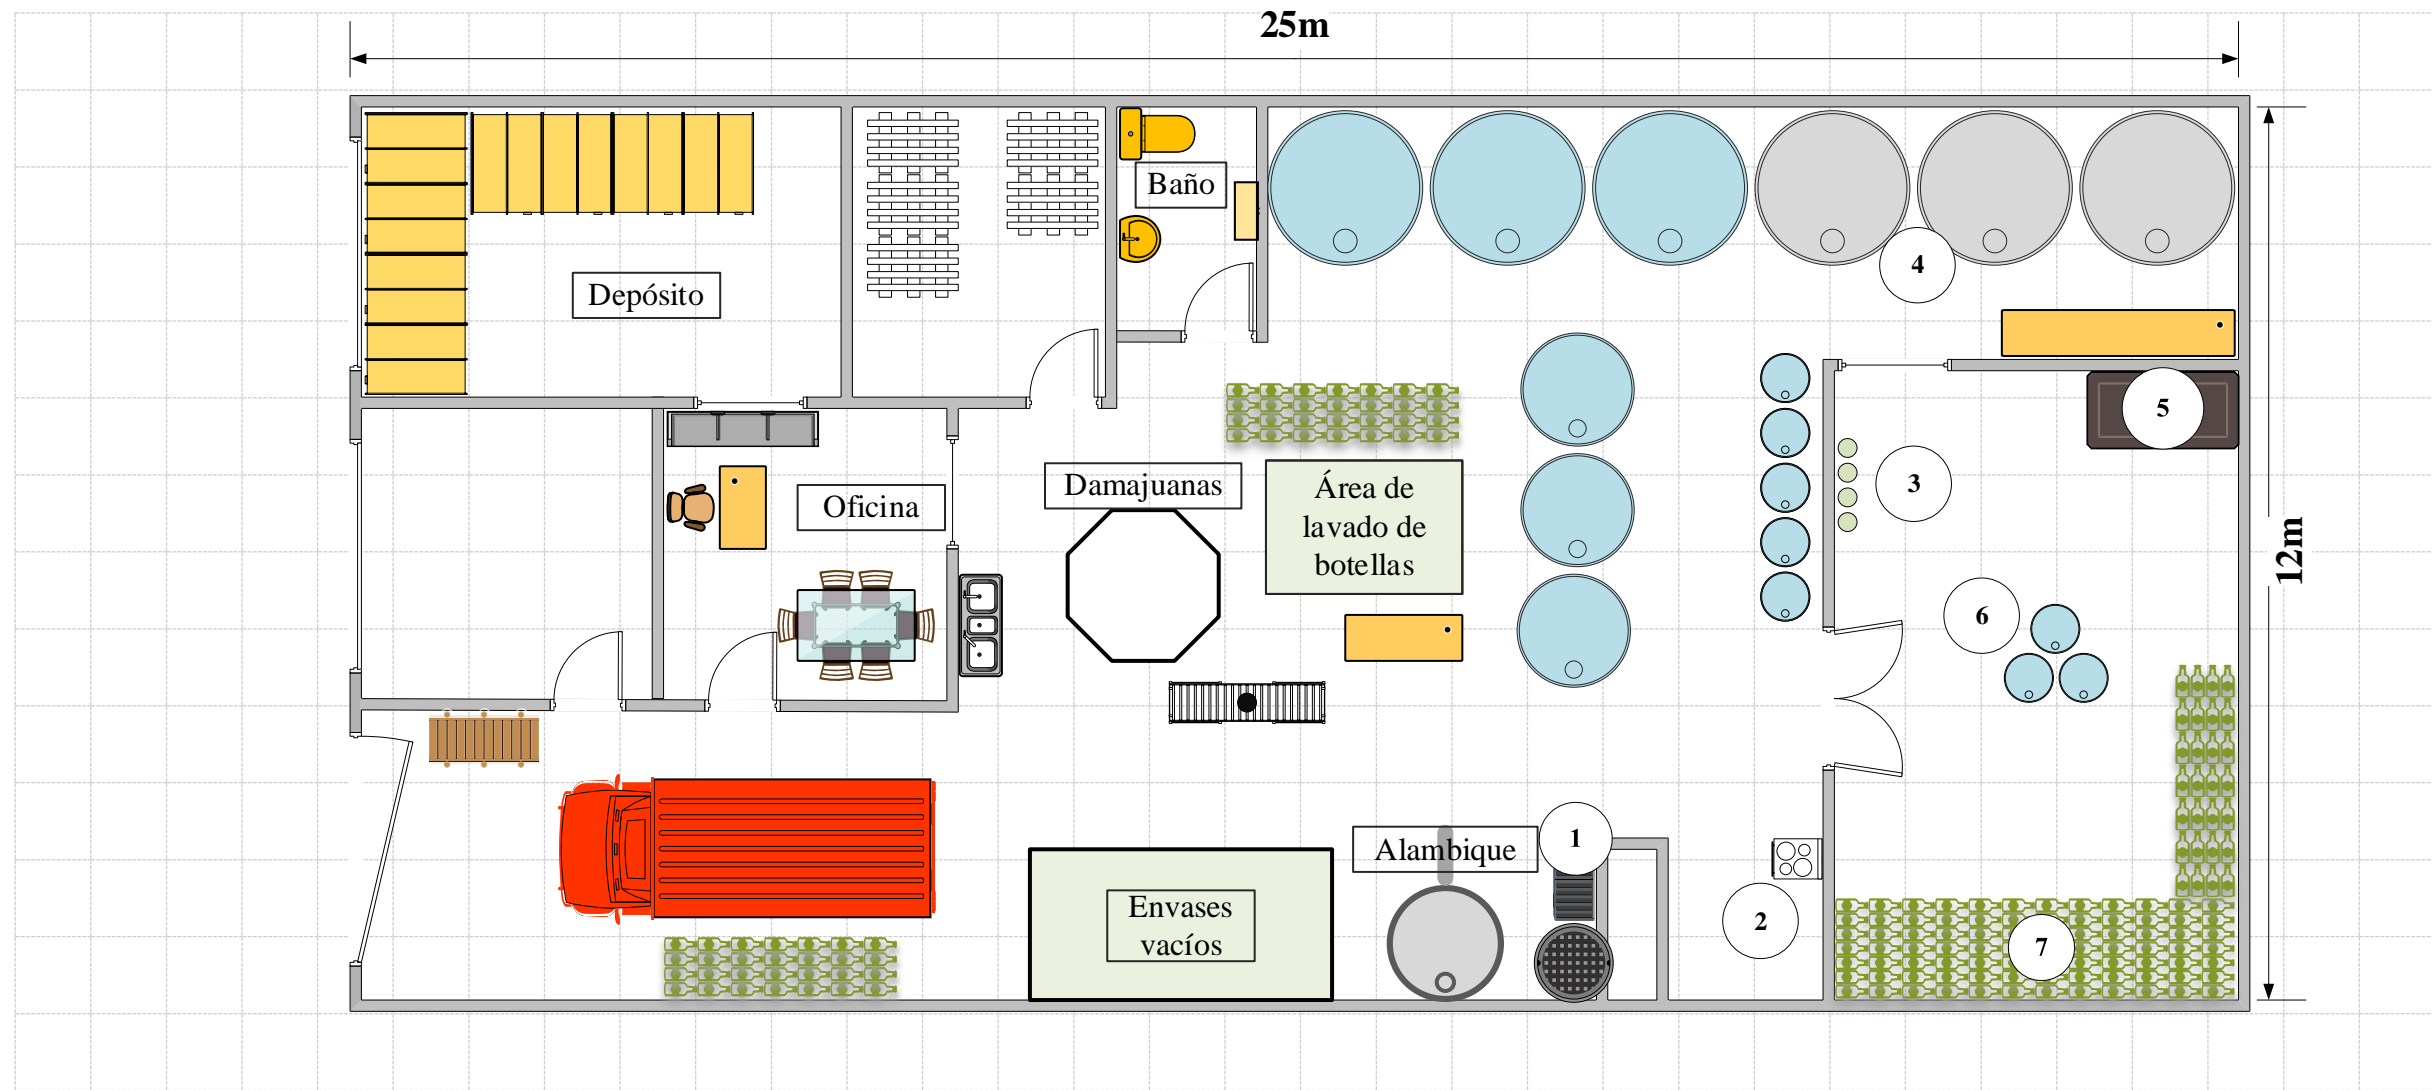 25m
Baño
4
Depósito
5
Damajuanas
Área de
lavado de
botellas
3
Oficina
12m
6
1
Alambique
Envases
vacíos
2
7